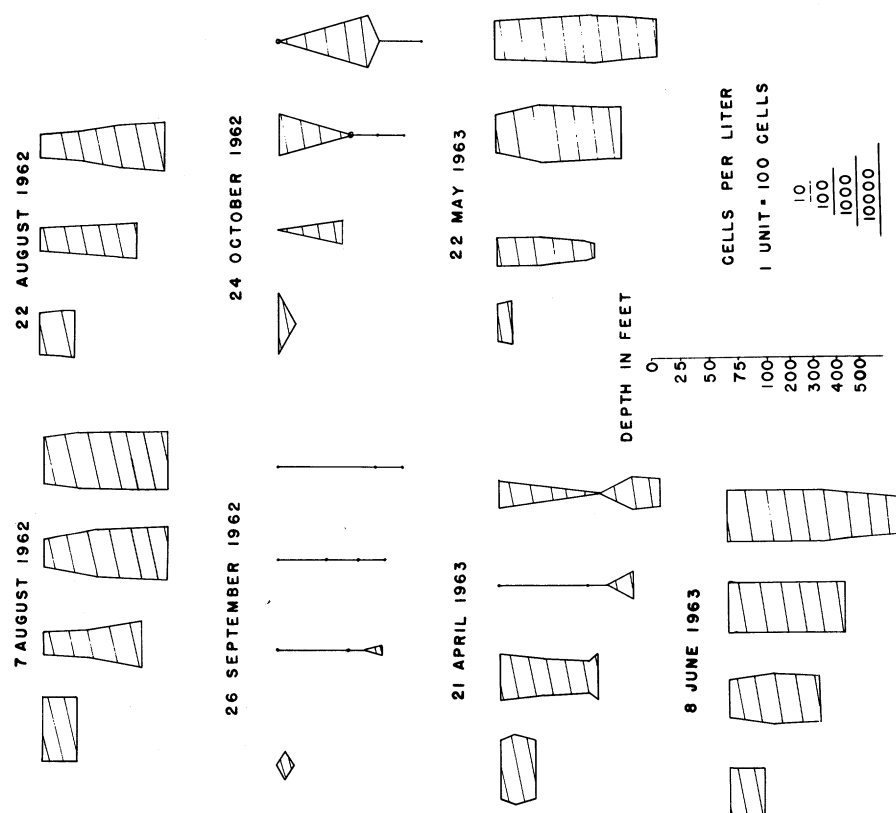 7 AUGUST 1962
22 AUGUST 1962
26 SEPTEMBER 1962
24 OCTOBER 1962
21 APRIL 1963
22 MAY 1963
8 JUNE 1963
DEPTH IN FEET
0
25
50
75
100
200
300
400
500
CELLS PER LITER
1 UNIT = 100 CELLS
10
100
1000
10000